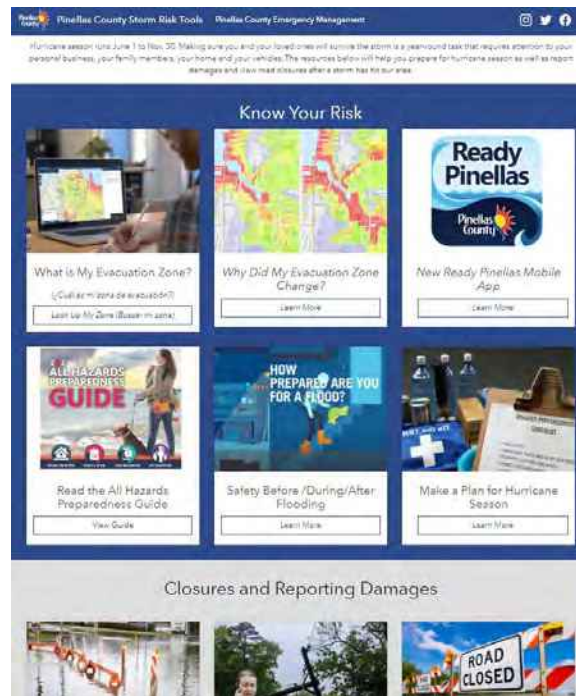 Pinellas County Storm Risk Tools Pinellas County Emergency Management
Hurricane season runs June 1 to Nov. 30. Making sure you and your loved ones will survive the storm is a year-round task that requires attention to your
personal business, your family members, your home and your vehicles. The resources below will help you prepare for hurricane season as well as report
damages and view road closures after a storm has hit our area.
Know Your Risk
Ready
Pinellas
Pinellas
County
What is My Evacuation Zone?
(¿Cuál es mi zona de evacuación?)
Look Up My Zone (Buscar mi zona)
Why Did My Evacuation Zone
Change?
Learn More
New Ready Pinellas Mobile
App
Learn More
ALL HAZARDS
PREPAREDNESS
GUIDE
HOW
PREPARED ARE YOU
FOR A FLOOD?
Read the All Hazards
Preparedness Guide
View Guide
Safety Before /During/After
Flooding
Learn More
Make a Plan for Hurricane
Season
Learn More
Closures and Reporting Damages
ROAD
CLOSED